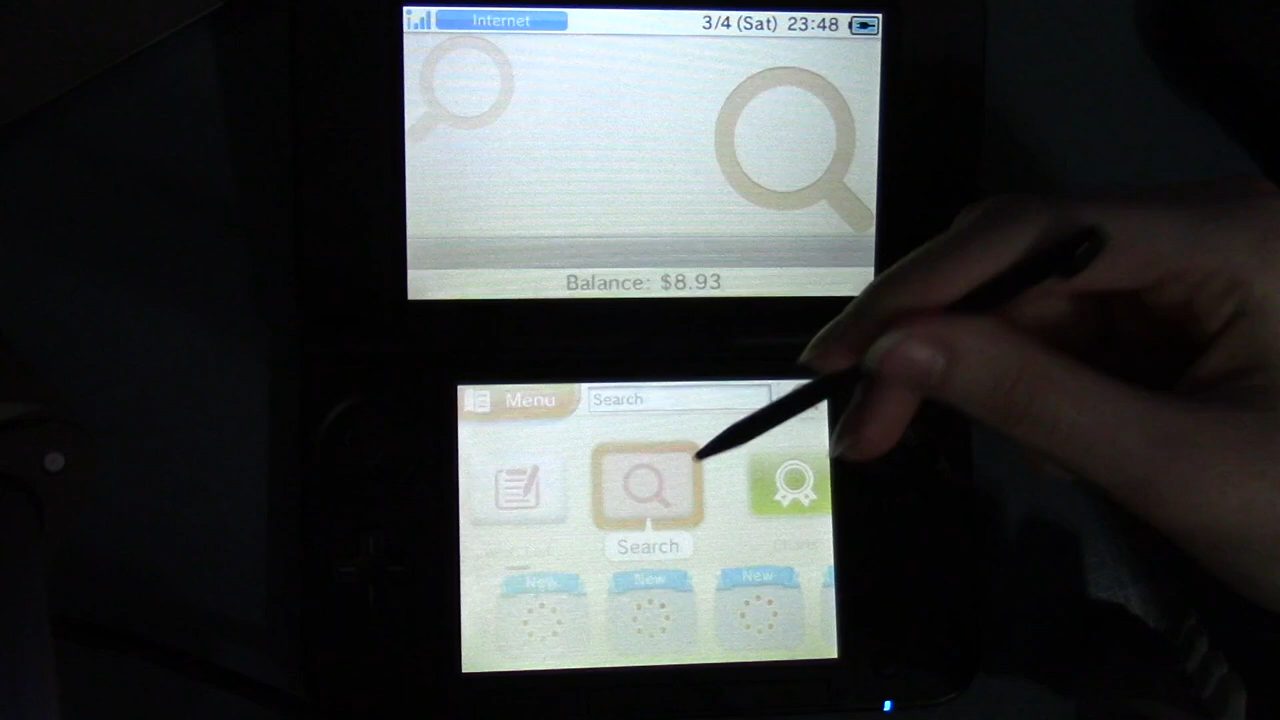 Internet
3/4 (Sat) 23:48
Balance: $8.93
Menu
Search
Search
New
New
New